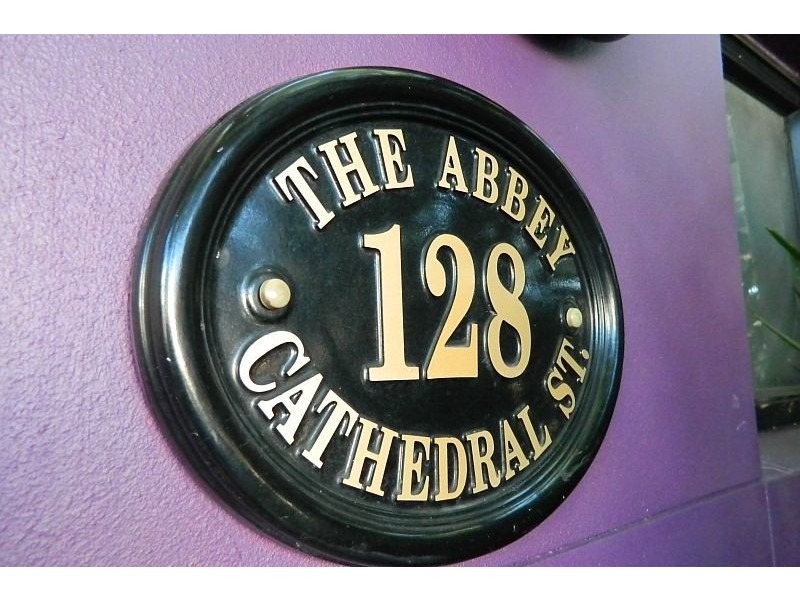 THE ABBEY
128
CATHEDRAL ST.